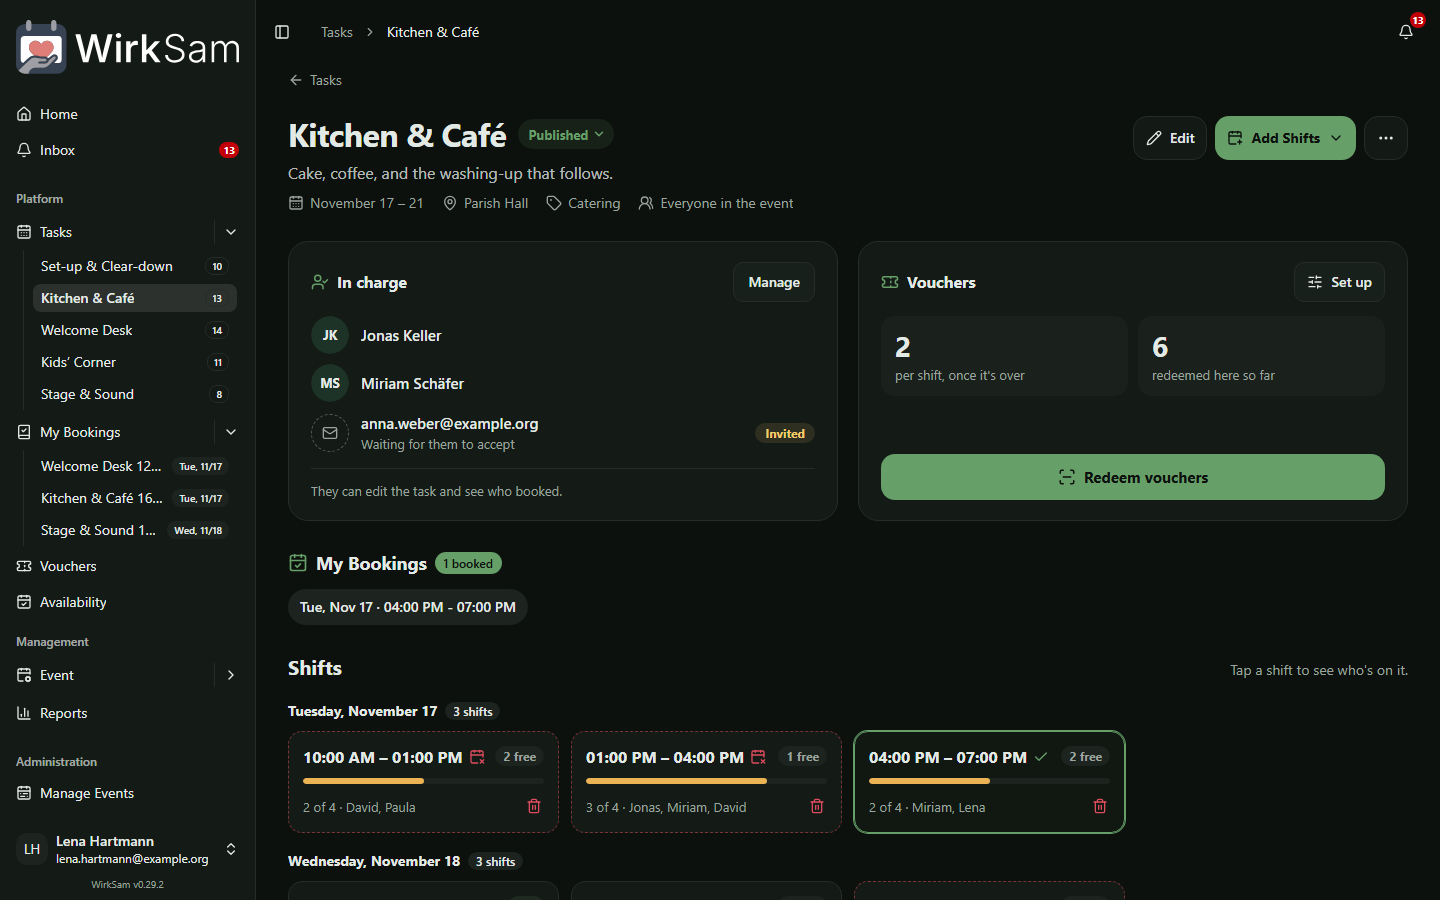 WirkSam
Home
Inbox
13
Platform
Tasks
Set-up & Clear-down
10
Kitchen & Café
13
Welcome Desk
14
Kids’ Corner
11
Stage & Sound
8
My Bookings
Welcome Desk 12...
Tue, 11/17
Kitchen & Café 16...
Tue, 11/17
Stage & Sound 1...
Wed, 11/18
Vouchers
Availability
Management
Event
Reports
Administration
Manage Events
LH
Lena Hartmann
lena.hartmann@example.org
WirkSam v0.29.2
Tasks
Kitchen & Café
13
Tasks
Kitchen & Café
Published
Edit
Add Shifts
Cake, coffee, and the washing-up that follows.
November 17 – 21
Parish Hall
Catering
Everyone in the event
In charge
Manage
JK
Jonas Keller
MS
Miriam Schäfer
anna.weber@example.org
Waiting for them to accept
Invited
They can edit the task and see who booked.
Vouchers
Set up
2
per shift, once it's over
6
redeemed here so far
Redeem vouchers
My Bookings
1 booked
Tue, Nov 17 · 04:00 PM - 07:00 PM
Shifts
Tap a shift to see who's on it.
Tuesday, November 17
3 shifts
10:00 AM – 01:00 PM
2 free
2 of 4 · David, Paula
01:00 PM – 04:00 PM
1 free
3 of 4 · Jonas, Miriam, David
04:00 PM – 07:00 PM
2 free
2 of 4 · Miriam, Lena
Wednesday, November 18
3 shifts